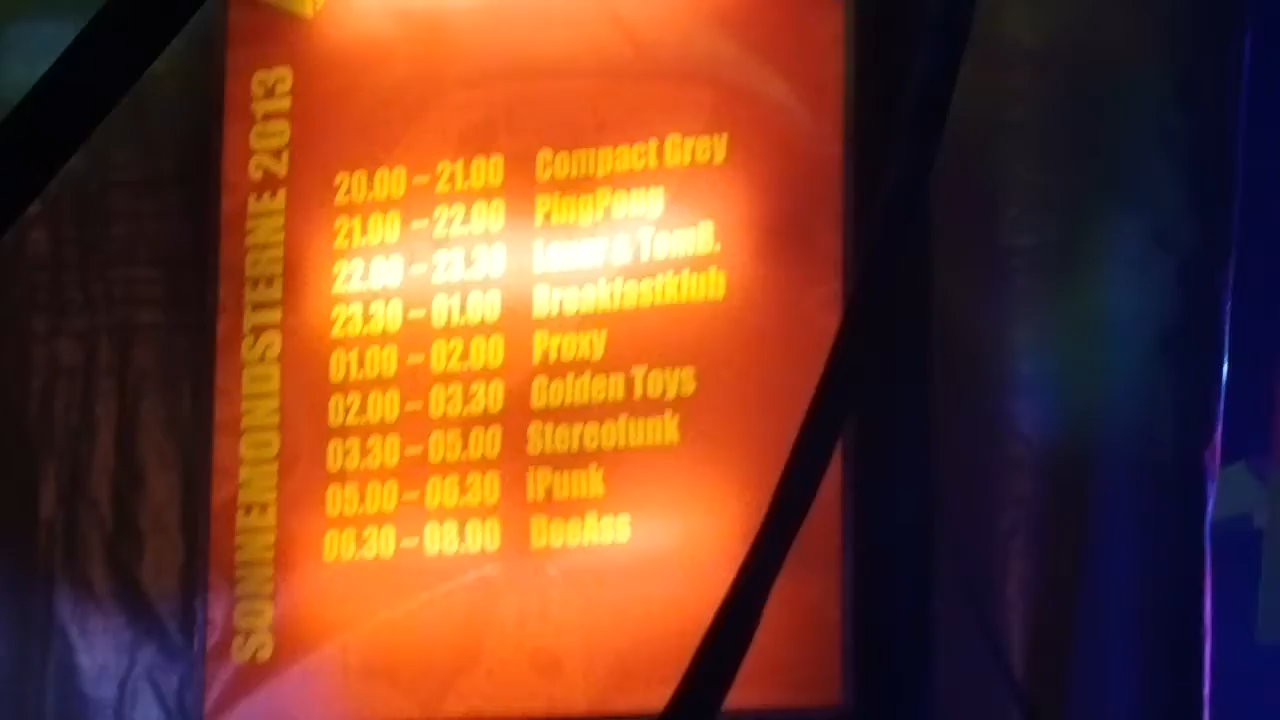 SONNEMONDSTERNE 2013
20.00 – 21.00 Compact Grey
21.00 – 22.00 PingPong
22.00 – 23.30 & TomB.
23.30 – 01.00 Breakfastklub
01.00 – 02.00 Proxy
02.00 – 03.30 Golden Toys
03.30 – 05.00 Stereofunk
05.00 – 06.30 iPunk
06.30 – 08.00 DeeAss